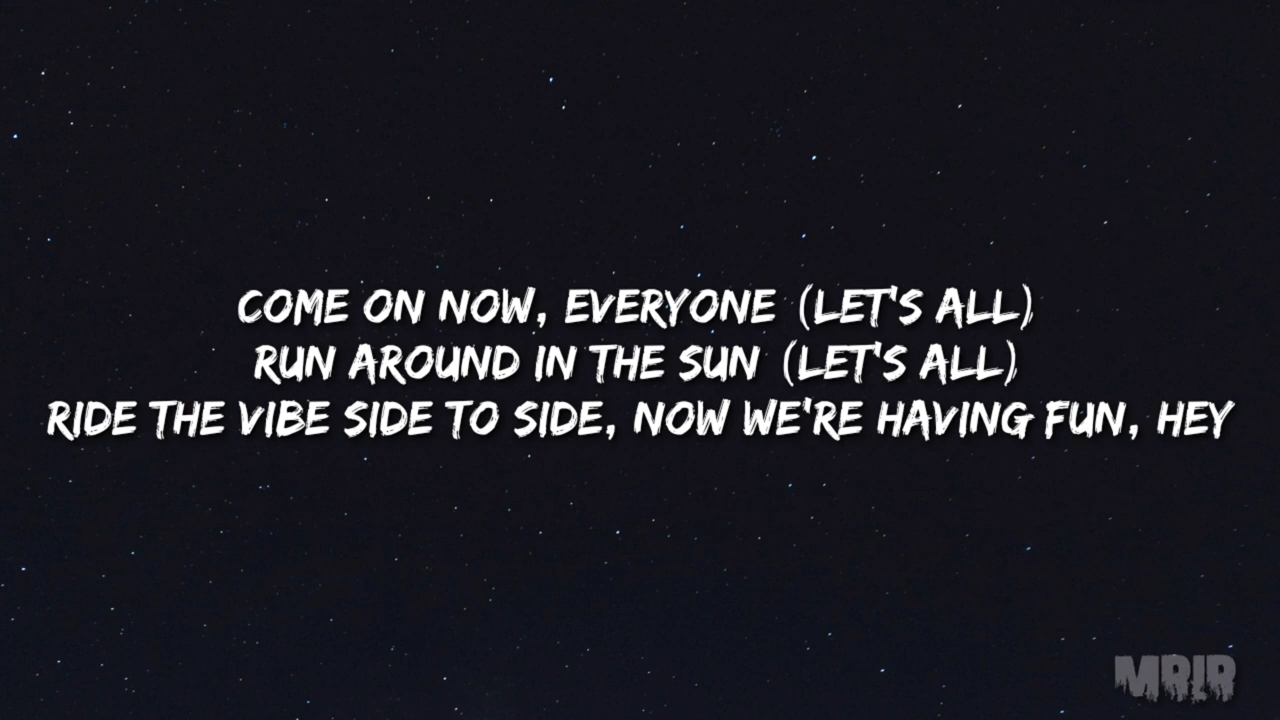 COME ON NOW, EVERYONE (LET'S ALL)
RUN AROUND IN THE SUN (LET'S ALL)
RIDE THE VIBE SIDE TO SIDE, NOW WE'RE HAVING FUN, HEY
MRIR